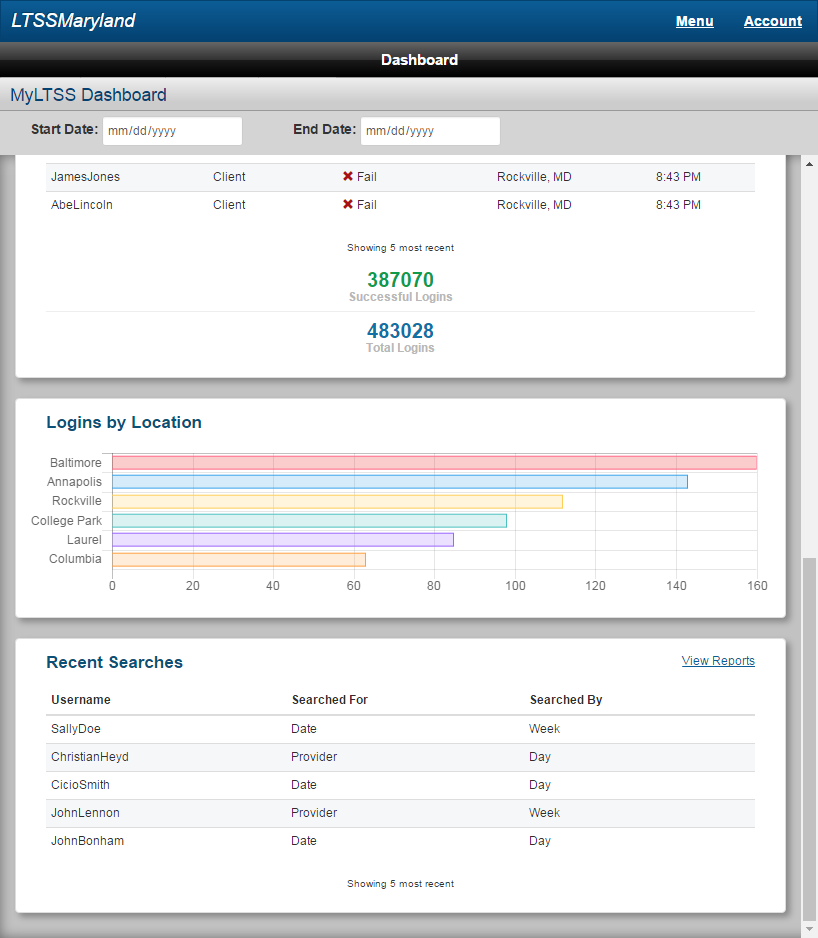 LTSSMaryland Menu Account
Dashboard
MyLTSS Dashboard
Start Date: mm/dd/yyyy End Date: mm/dd/yyyy
JamesJones Client Fail Rockville, MD 8:43 PM
AbeLincoln Client Fail Rockville, MD 8:43 PM
Showing 5 most recent
387070
Successful Logins
483028
Total Logins
Logins by Location
Baltimore
Annapolis
Rockville
College Park
Laurel
Columbia
0 20 40 60 80 100 120 140 160
Recent Searches View Reports
Username Searched For Searched By
SallyDoe Date Week
ChristianHeyd Provider Day
CicioSmith Date Day
JohnLennon Provider Week
JohnBonham Date Day
Showing 5 most recent